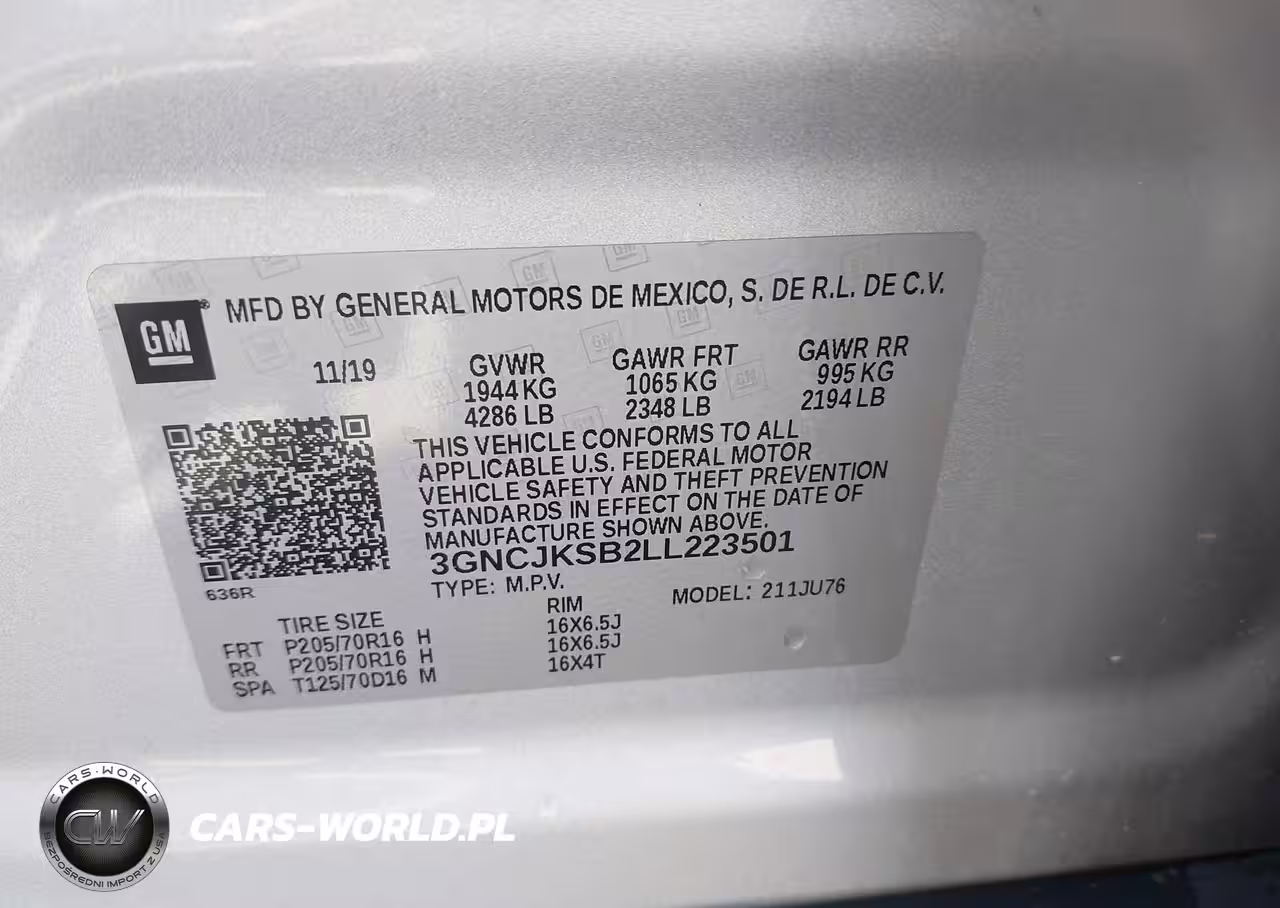 GM® MFD BY GENERAL MOTORS DE MEXICO, S. DE R.L. DE C.V.
11/19 GVWR GAWR FRT GAWR RR
1944 KG 1065 KG 995 KG
4286 LB 2348 LB 2194 LB
THIS VEHICLE CONFORMS TO ALL
APPLICABLE U.S. FEDERAL MOTOR
VEHICLE SAFETY AND THEFT PREVENTION
STANDARDS IN EFFECT ON THE DATE OF
MANUFACTURE SHOWN ABOVE.
3GNCJKSB2LL223501
636R TYPE: M.P.V. MODEL: 211JU76
TIRE SIZE RIM
FRT P205/70R16 H 16X6.5J
RR P205/70R16 H 16X6.5J
SPA T125/70D16 M 16X4T
CARS-WORLD
CW
BEZPOŚREDNI IMPORT Z USA
CARS-WORLD.PL